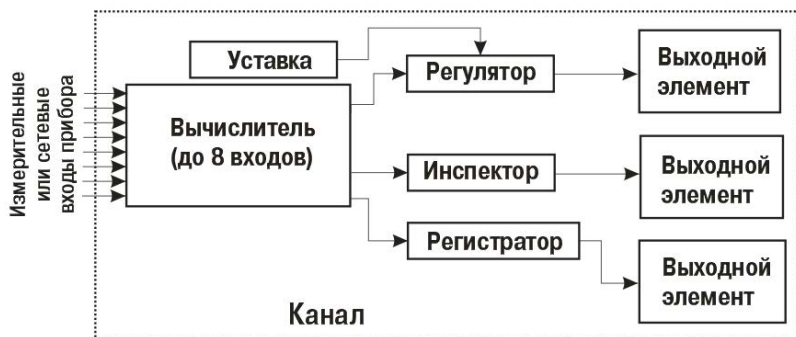 Измерительные
или сетевые
входы прибора
Уставка
Вычислитель
(до 8 входов)
Регулятор
Выходной
элемент
Инспектор
Выходной
элемент
Регистратор
Выходной
элемент
Канал